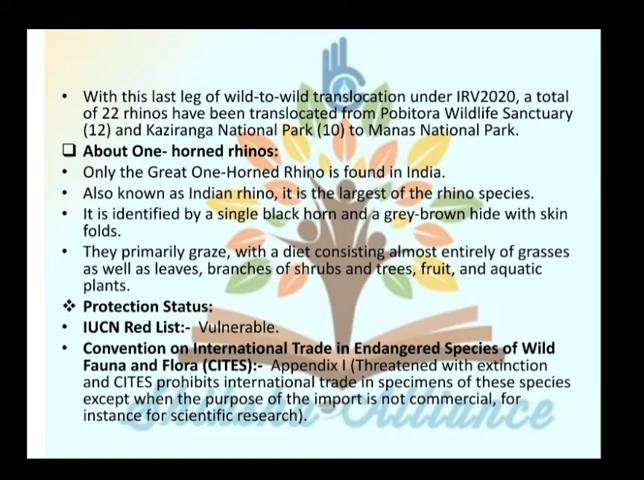 • With this last leg of wild-to-wild translocation under IRV2020, a total
of 22 rhinos have been translocated from Pobitora Wildlife Sanctuary
(12) and Kaziranga National Park (10) to Manas National Park.
❑ About One- horned rhinos:
• Only the Great One-Horned Rhino is found in India.
• Also known as Indian rhino, it is the largest of the rhino species.
• It is identified by a single black horn and a grey-brown hide with skin
folds.
• They primarily graze, with a diet consisting almost entirely of grasses
as well as leaves, branches of shrubs and trees, fruit, and aquatic
plants.
❖ Protection Status:
• IUCN Red List:- Vulnerable.
• Convention on International Trade in Endangered Species of Wild
Fauna and Flora (CITES):- Appendix I (Threatened with extinction
and CITES prohibits international trade in specimens of these species
except when the purpose of the import is not commercial, for
instance for scientific research).
Alliance